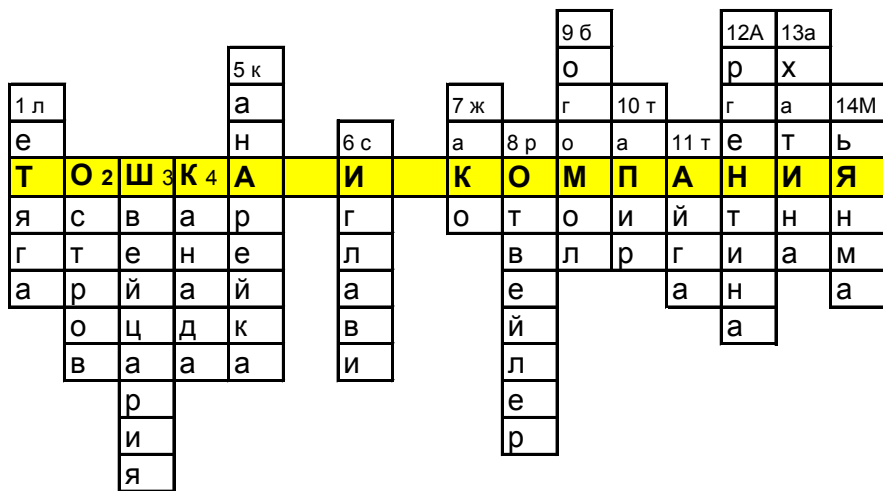 9 б 12А 13а
5 к о р х
1 л а 7 ж г 10 т г а 14М
е н 6 с а 8 р о а 11 т е т ь
Т О 2 Ш 3 К 4 А И К О М П А Н И Я
я с в а р г о т о и й т н н
г т е н е л в л р г и а м
а р й а й а е а н а
о ц д к в й а
в а а а и л
р е
и р
я